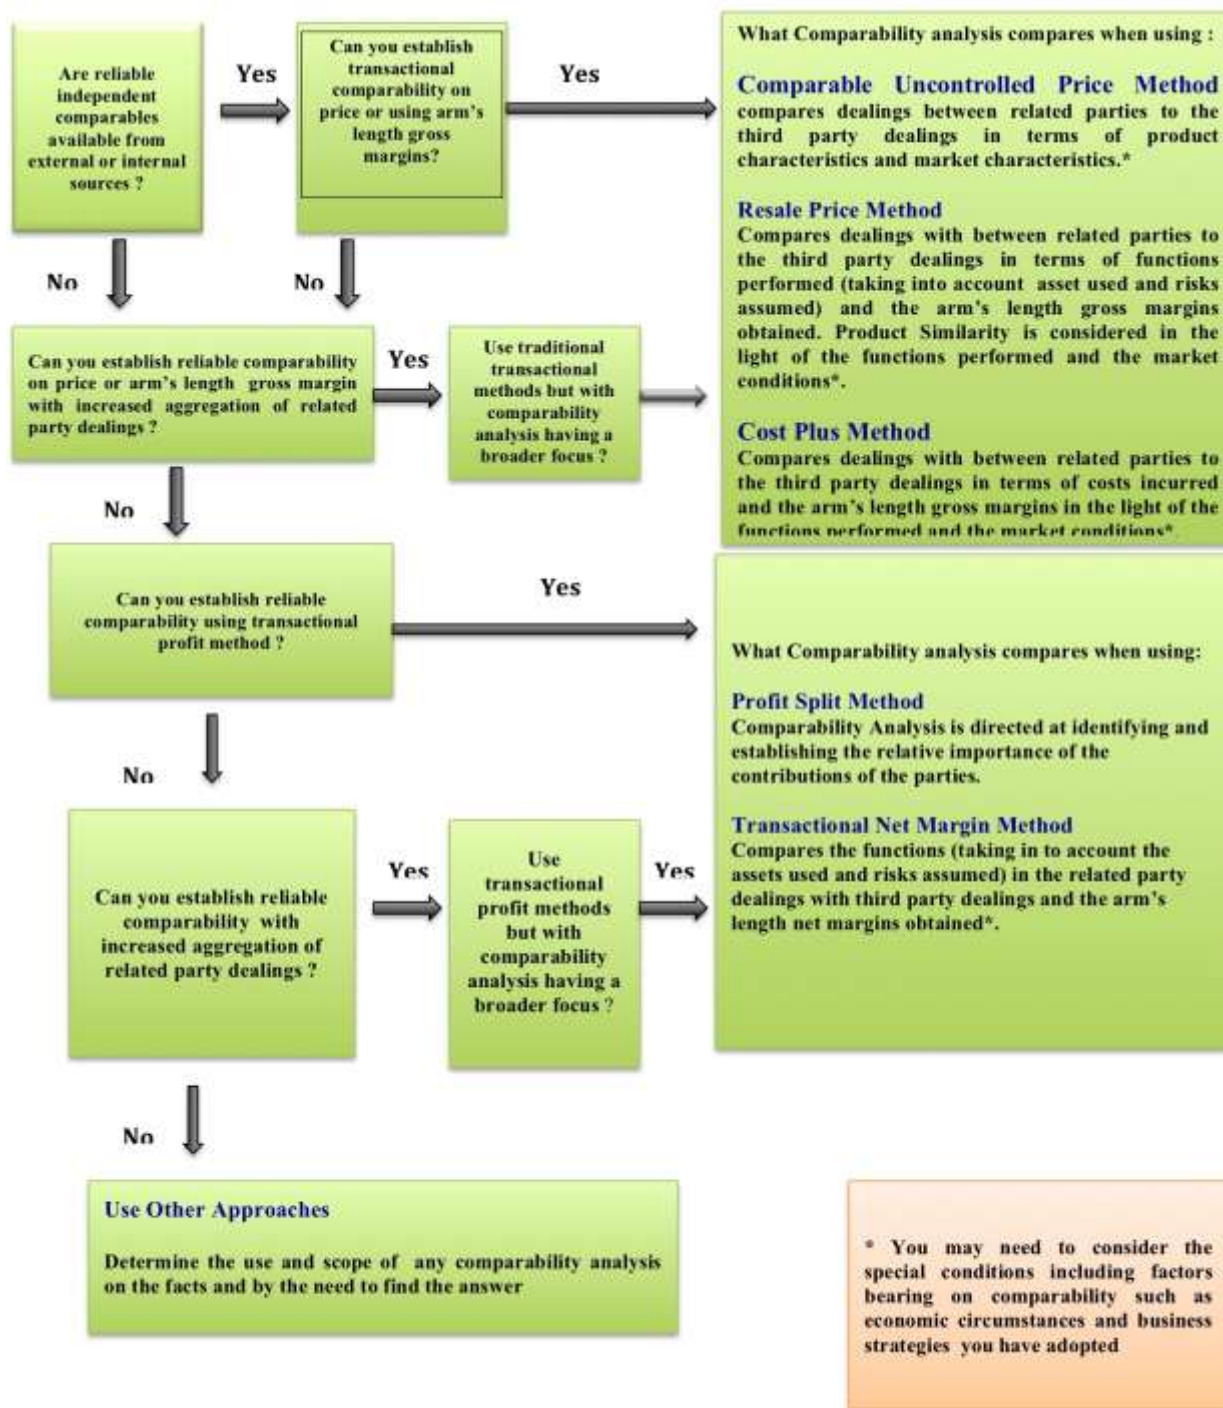 Are reliable
independent
comparables
available from
external or internal
sources ?
Yes
Can you establish
transactional
comparability on
price or using arm's
length gross
margins?
Yes
What Comparability analysis compares when using :
Comparable Uncontrolled Price Method
compares dealings between related parties to the
third party dealings in terms of product
characteristics and market characteristics.*
Resale Price Method
Compares dealings with between related parties to
the third party dealings in terms of functions
performed (taking into account asset used and risks
assumed) and the arm's length gross margins
obtained. Product Similarity is considered in the
light of the functions performed and the market
conditions*.
Cost Plus Method
Compares dealings with between related parties to
the third party dealings in terms of costs incurred
and the arm's length gross margins in the light of the
functions performed and the market conditions*.
No
No
Can you establish reliable comparability
on price or arm's length gross margin
with increased aggregation of related
party dealings ?
Yes
Use traditional
transactional
methods but with
comparability
analysis having a
broader focus ?
No
Can you establish reliable
comparability using transactional
profit method ?
Yes
What Comparability analysis compares when using:
Profit Split Method
Comparability Analysis is directed at identifying and
establishing the relative importance of the
contributions of the parties.
Transactional Net Margin Method
Compares the functions (taking in to account the
assets used and risks assumed) in the related party
dealings with third party dealings and the arm's
length net margins obtained*.
No
Can you establish reliable
comparability with
increased aggregation of
related party dealings ?
Yes
Use
transactional
profit methods
but with
comparability
analysis having a
broader focus ?
Yes
No
Use Other Approaches
Determine the use and scope of any comparability analysis
on the facts and by the need to find the answer
* You may need to consider the
special conditions including factors
bearing on comparability such as
economic circumstances and business
strategies you have adopted